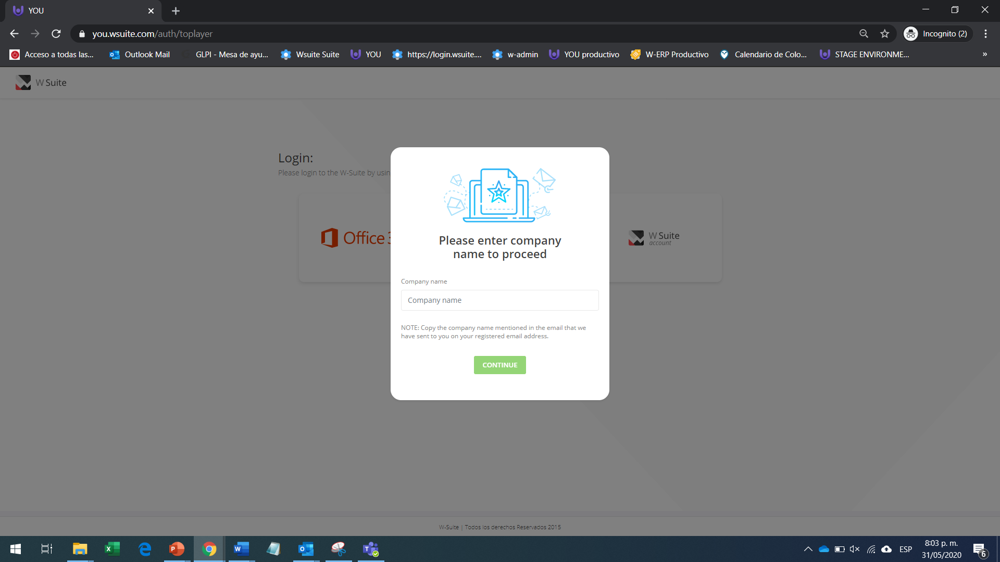 YOU
you.wsuite.com/auth/toplayer
Incognito (2)
Acceso a todas las...
Outlook Mail
GLPI - Mesa de ayu...
Wsuite Suite
YOU
https://login.wsuite....
w-admin
YOU productivo
W-ERP Productivo
Calendario de Colo...
STAGE ENVIRONME...
»
W Suite
Login:
Please login to the W-Suite by usin
Office 3
W Suite
account
Please enter company
name to proceed
Company name
Company name
NOTE: Copy the company name mentioned in the email that we
have sent to you on your registered email address.
CONTINUE
W-Suite | Todos los derechos Reservados 2015
ESP
8:03 p. m.
31/05/2020
6